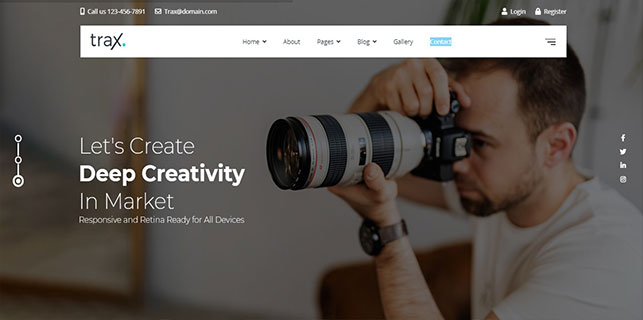 Call us 123-456-7891 Trax@domain.com Login Register
traX. Home About Pages Blog Gallery Contact
Let's Create
Deep Creativity
In Market
Responsive and Retina Ready for All Devices